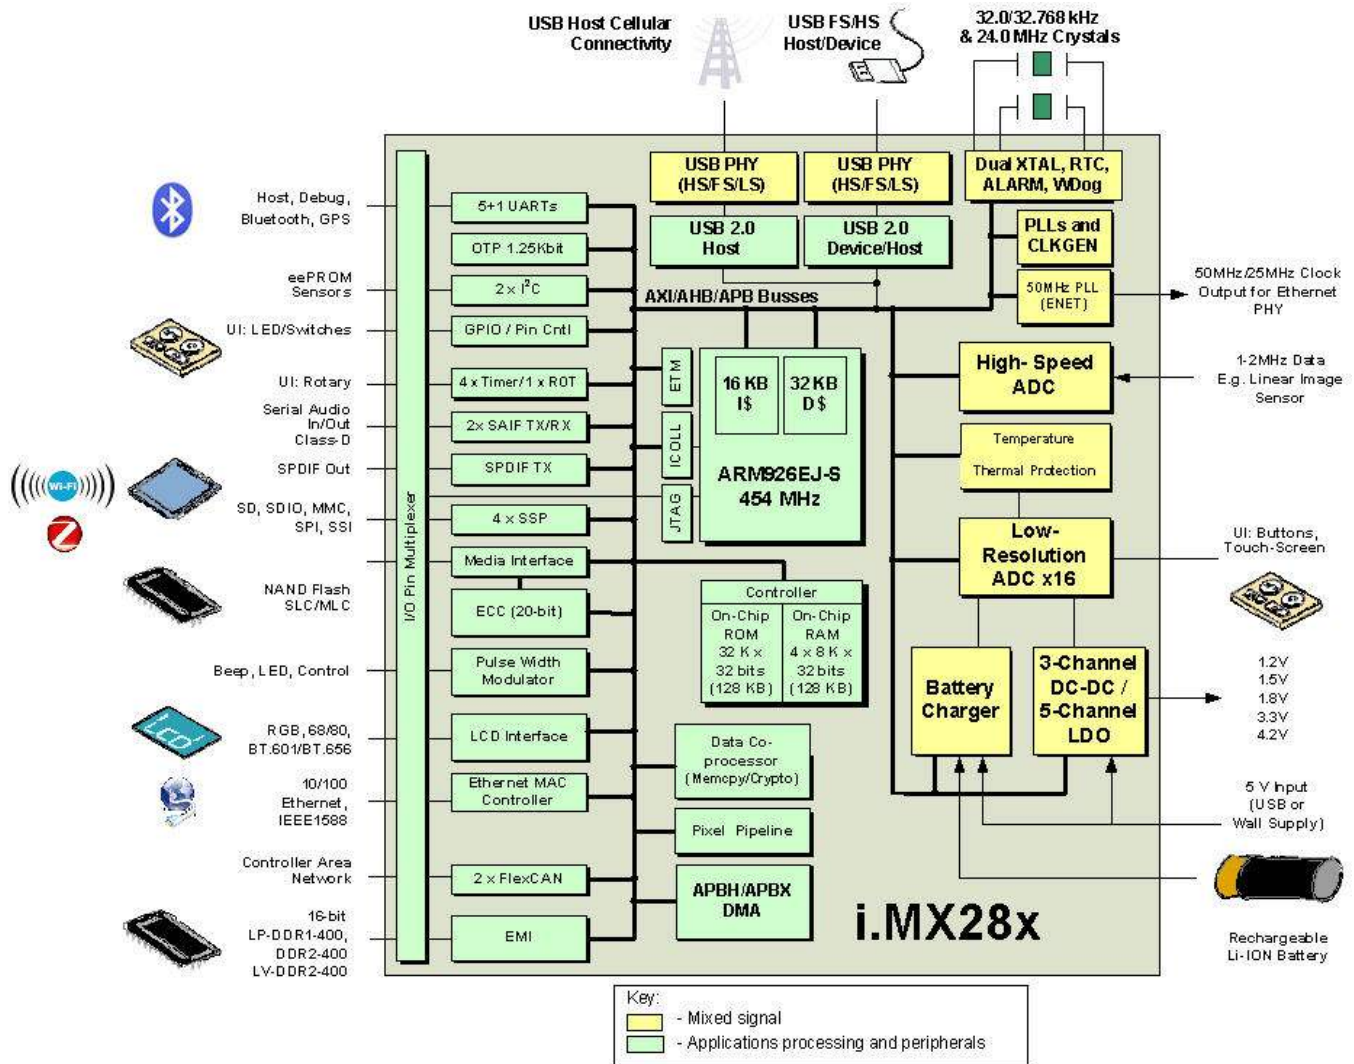 USB Host Cellular
Connectivity
USB FS/HS
Host/Device
32.0/32.768 kHz
& 24.0 MHz Crystals
Host, Debug,
Bluetooth, GPS
eePROM
Sensors
UI: LED/Switches
UI: Rotary
Serial Audio
In/Out
Class-D
SPDIF Out
Wi-Fi
SD, SDIO, MMC,
SPI, SSI
NAND Flash
SLC/MLC
Beep, LED, Control
LCD
RGB, 68/80,
BT.601/BT.656
10/100
Ethernet,
IEEE1588
Controller Area
Network
16-bit
LP-DDR1-400,
DDR2-400
LV-DDR2-400
I/O Pin Multiplexer
5+1 UARTs
OTP 1.25Kbit
2 x I²C
GPIO / Pin Cntl
4 x Timer/1 x ROT
2x SAIF TX/RX
SPDIF TX
4 x SSP
Media Interface
ECC (20-bit)
Pulse Width
Modulator
LCD Interface
Ethernet MAC
Controller
2 x FlexCAN
EMI
USB PHY
(HS/FS/LS)
USB 2.0
Host
USB PHY
(HS/FS/LS)
USB 2.0
Device/Host
AXI/AHB/APB Busses
ETM
ICOLL
JTAG
16 KB
I$
32 KB
D$
ARM926EJ-S
454 MHz
Controller
On-Chip
ROM
32 K x
32 bits
(128 KB)
On-Chip
RAM
4 x 8 K x
32 bits
(128 KB)
Data Co-
processor
(Memcpy/Crypto)
Pixel Pipeline
APBH/APBX
DMA
Dual XTAL, RTC,
ALARM, WDog
PLLs and
CLKGEN
50MHz PLL
(ENET)
High- Speed
ADC
Temperature
Thermal Protection
Low-
Resolution
ADC x16
Battery
Charger
3-Channel
DC-DC /
5-Channel
LDO
i.MX28x
50MHz/25MHz Clock
Output for Ethernet
PHY
1-2MHz Data
E.g. Linear Image
Sensor
UI: Buttons,
Touch-Screen
1.2V
1.5V
1.8V
3.3V
4.2V
5 V Input
(USB or
Wall Supply)
Rechargeable
Li-ION Battery
Key:
- Mixed signal
- Applications processing and peripherals